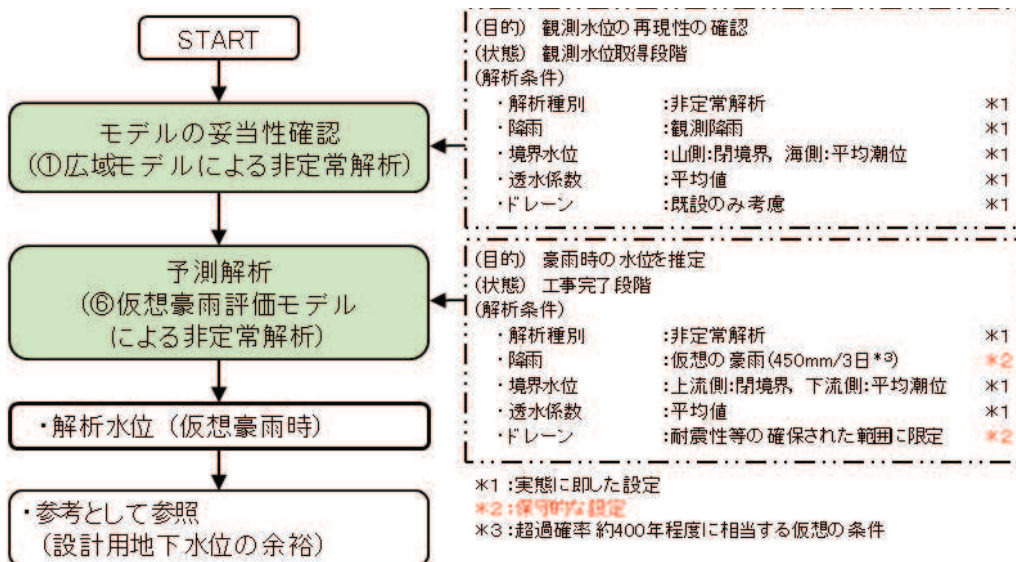 START
モデルの妥当性確認
(①広域モデルによる非定常解析)
予測解析
(⑥仮想豪雨評価モデル
による非定常解析)
・解析水位（仮想豪雨時）
・参考として参照
（設計用地下水位の余裕）
(目的) 観測水位の再現性の確認
(状態) 観測水位取得段階
(解析条件)
・解析種別 :非定常解析 *1
・降雨 :観測降雨 *1
・境界水位 :山側:閉境界, 海側:平均潮位 *1
・透水係数 :平均値 *1
・ドレーン :既設のみ考慮 *1
(目的) 豪雨時の水位を推定
(状態) 工事完了段階
(解析条件)
・解析種別 :非定常解析 *1
・降雨 :仮想の豪雨(450mm/3日*3) *2
・境界水位 :上流側:閉境界, 下流側:平均潮位 *1
・透水係数 :平均値 *1
・ドレーン :耐震性等の確保された範囲に限定 *2
*1:実態に即した設定
*2:保守的な設定
*3:超過確率 約400年程度に相当する仮想の条件